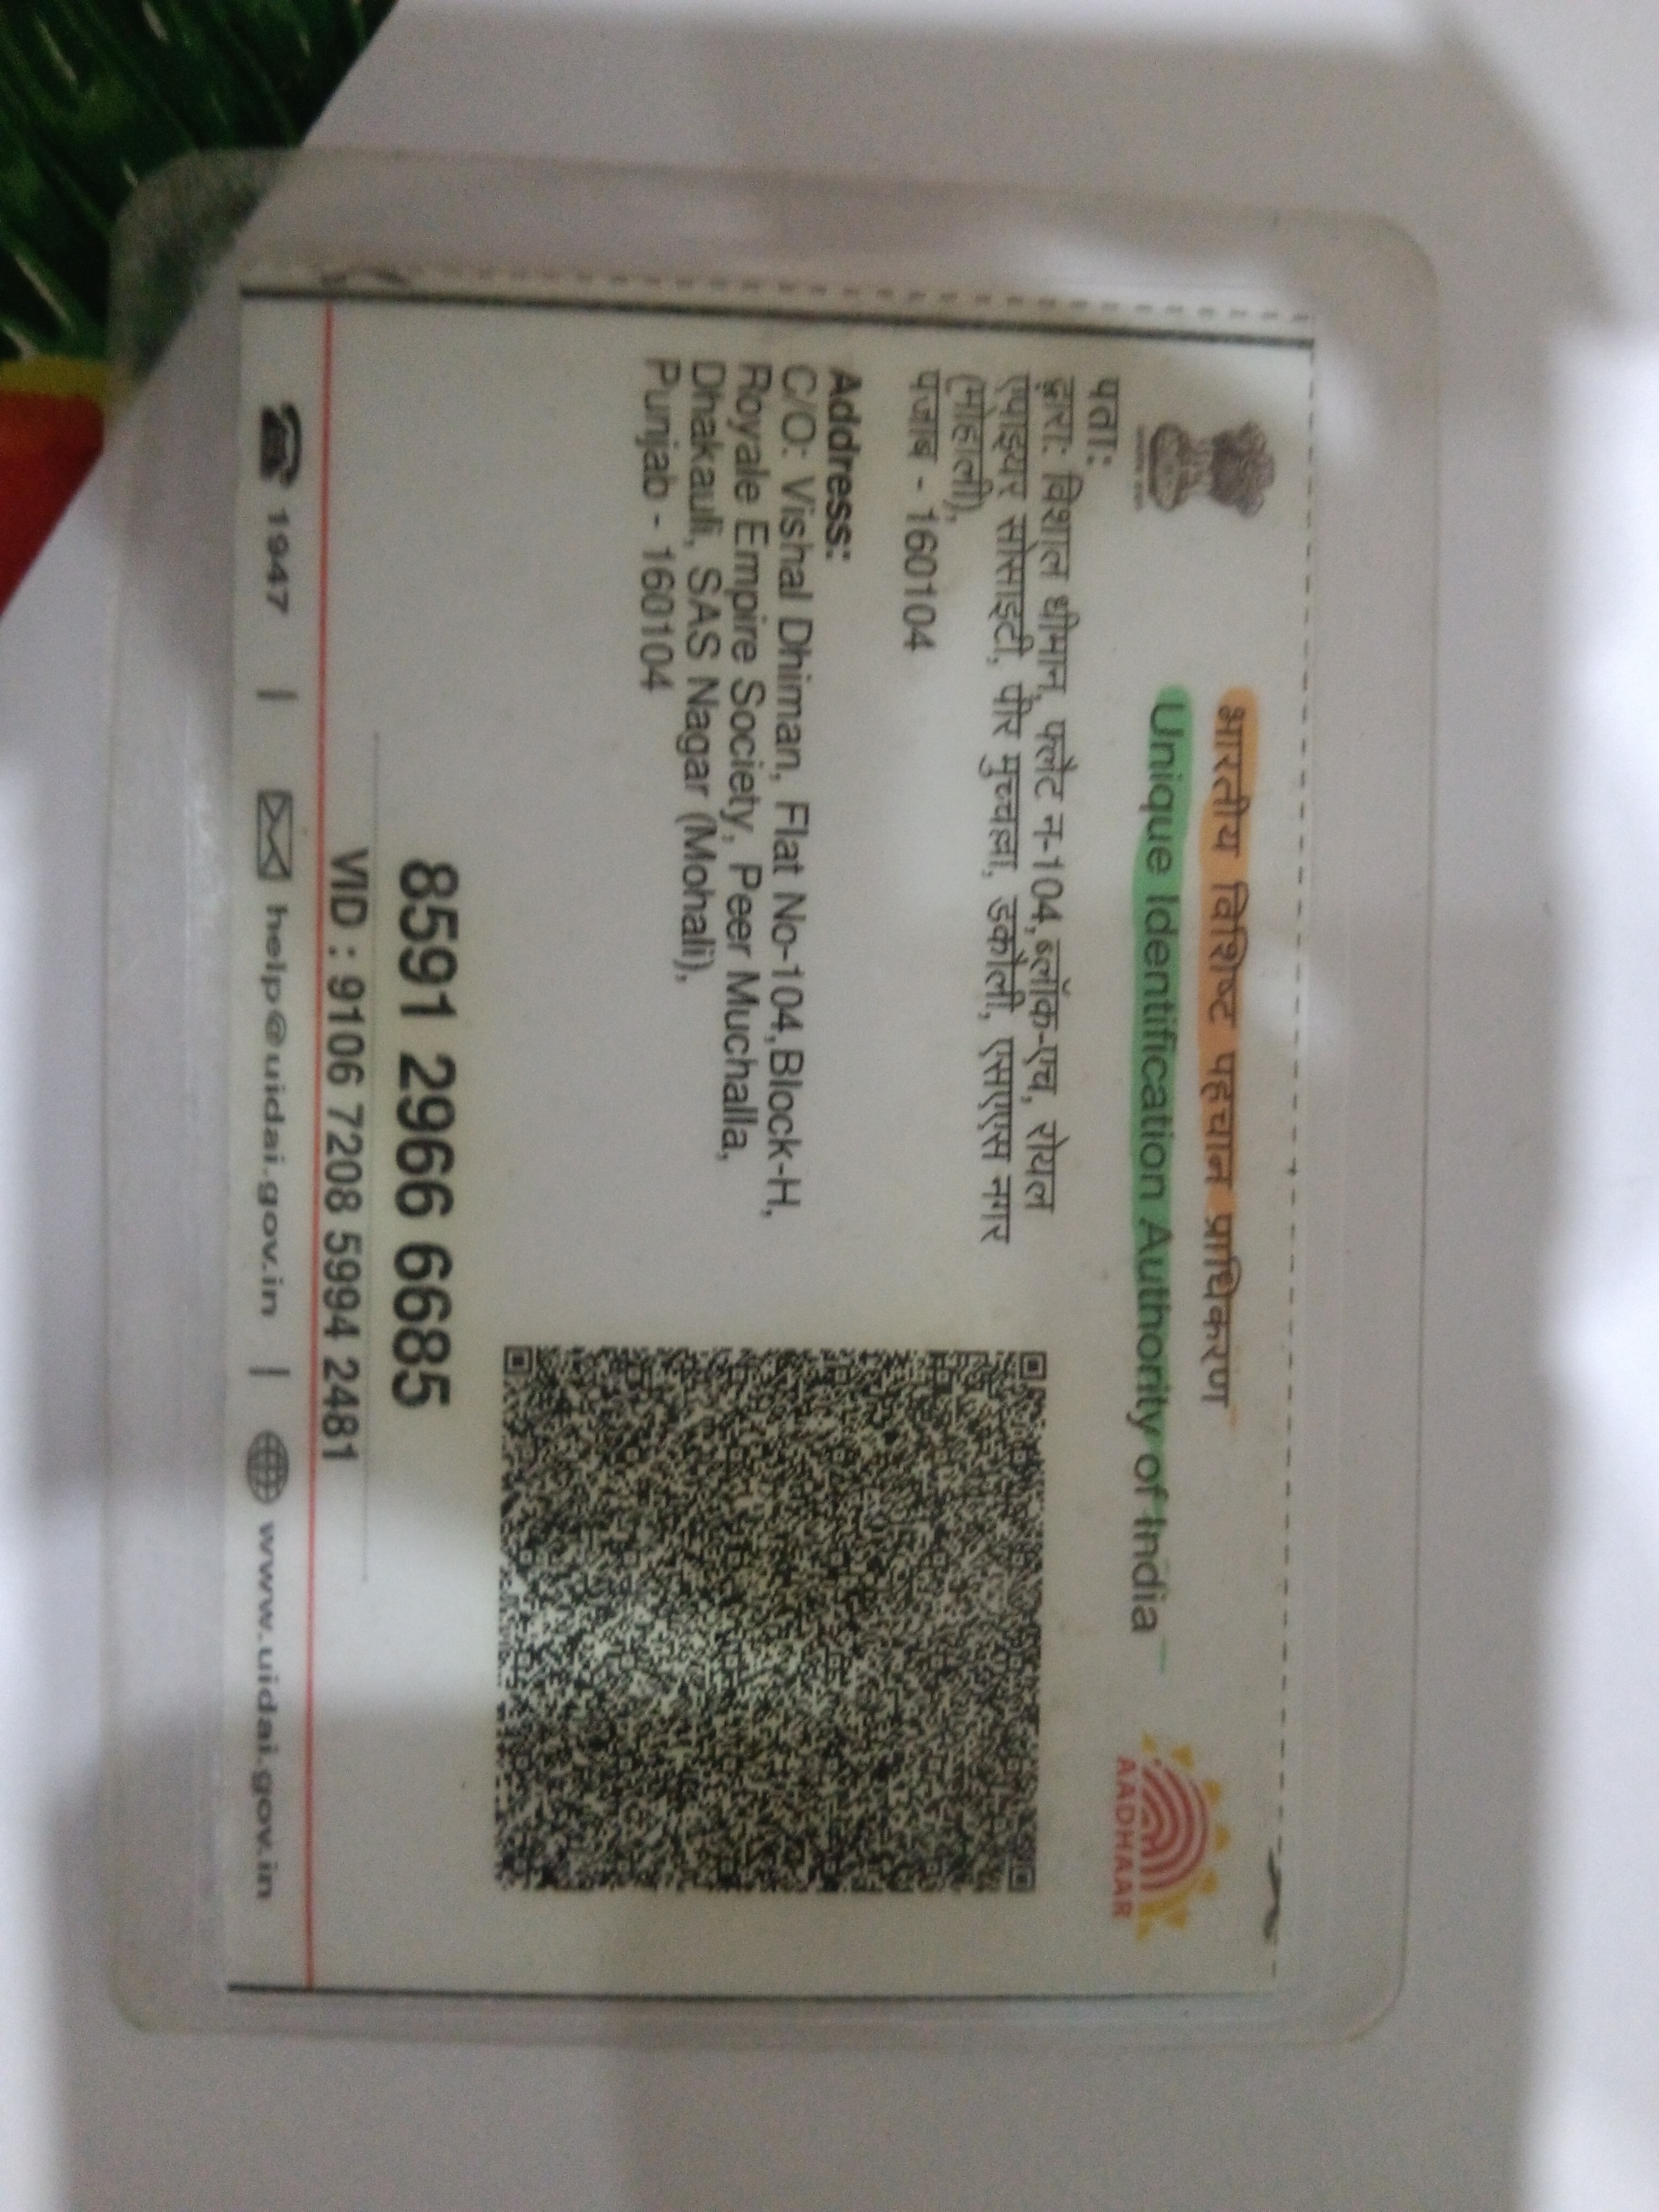 भारतीय विशिष्ट पहचान प्राधिकरण
Unique Identification Authority of India
AADHAAR
पता:
द्वारा: विशाल धीमान, फ्लैट न-104,ब्लॉक-एच, रोयल
एम्पाइयर सोसाइटी, पीर मुच्चल्ला, डकौली, एसएएस नगर
(मोहाली),
पंजाब - 160104
Address:
C/O: Vishal Dhiman, Flat No-104,Block-H,
Royale Empire Society, Peer Muchalla,
Dhakauli, SAS Nagar (Mohali),
Punjab - 160104
8591 2966 6685
VID : 9106 7208 5994 2481
1947 | help@uidai.gov.in | www.uidai.gov.in